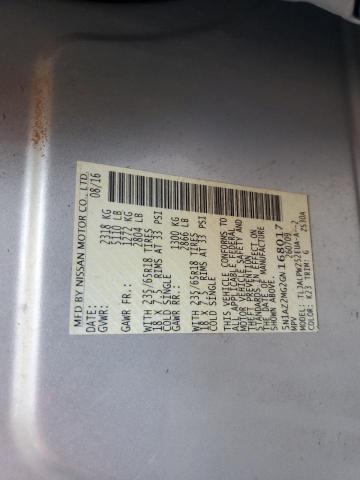 MFD BY NISSAN MOTOR CO., LTD.
DATE: 08/16
GVWR: 2318 KG
5110 LB
GAWR FR: 1272 KG
2804 LB
WITH 235/65R18 TIRES
18 X 7.5 RIMS AT 33 PSI
COLD SINGLE
GAWR RR: 1300 KG
2866 LB
WITH 235/65R18 TIRES
18 X 7.5 RIMS AT 33 PSI
COLD SINGLE
THIS VEHICLE CONFORMS TO
ALL APPLICABLE FEDERAL
MOTOR VEHICLE SAFETY AND
THEFT PREVENTION
STANDARDS IN EFFECT ON
THE DATE OF MANUFACTURE
SHOWN ABOVE.
5N1AZ2MG2GN168017
MPV
MODEL:
COLOR: K23 TRIM: G